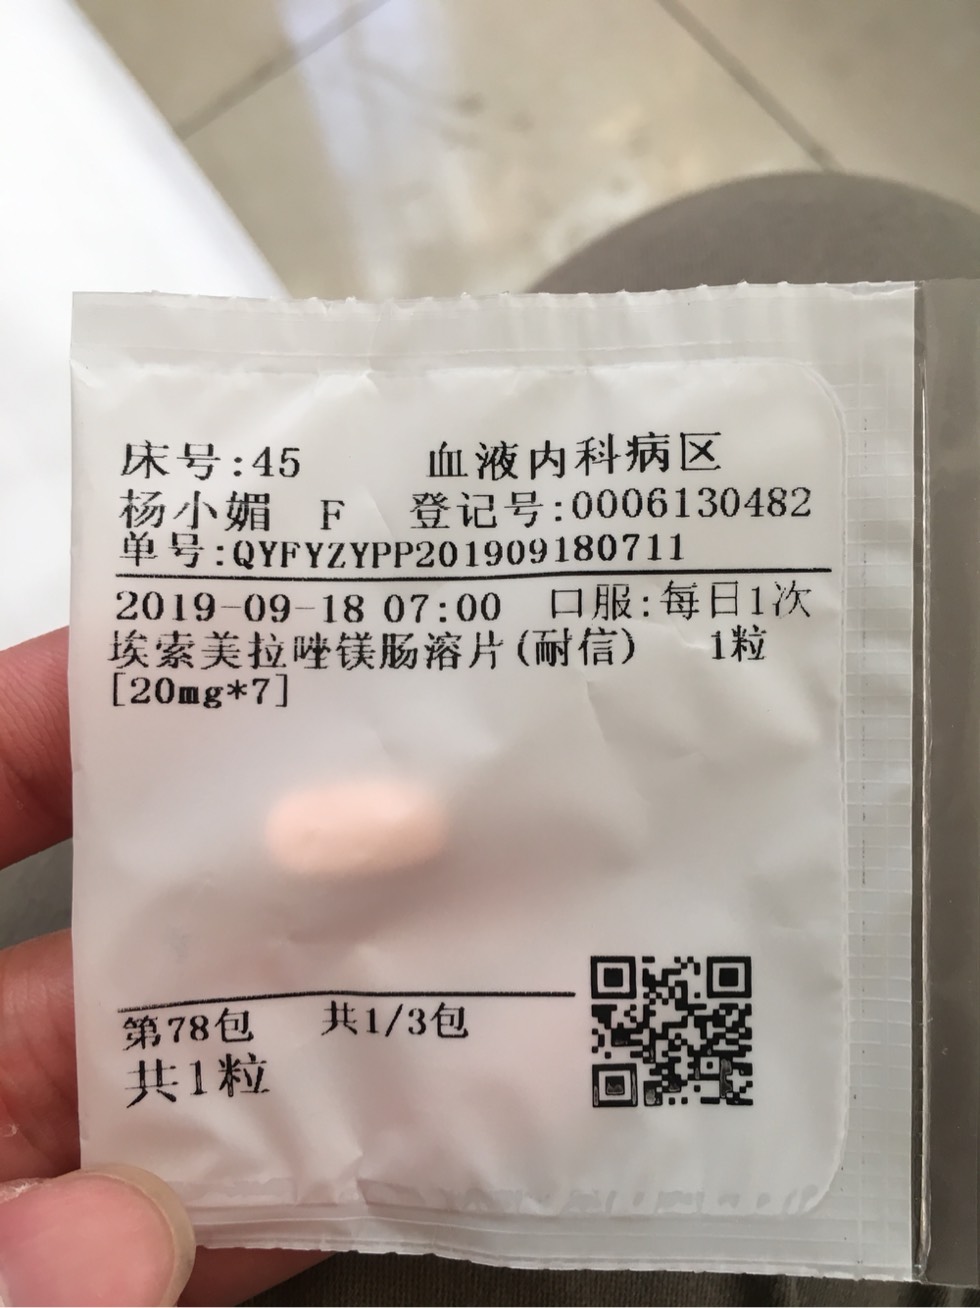 床号:45 血液内科病区
杨小媚 F 登记号:0006130482
单号:QYFYZYPP201909180711
2019-09-18 07:00 口服:每日1次
埃索美拉唑镁肠溶片(耐信) 1粒
[20mg*7]
第78包 共1/3包
共1粒